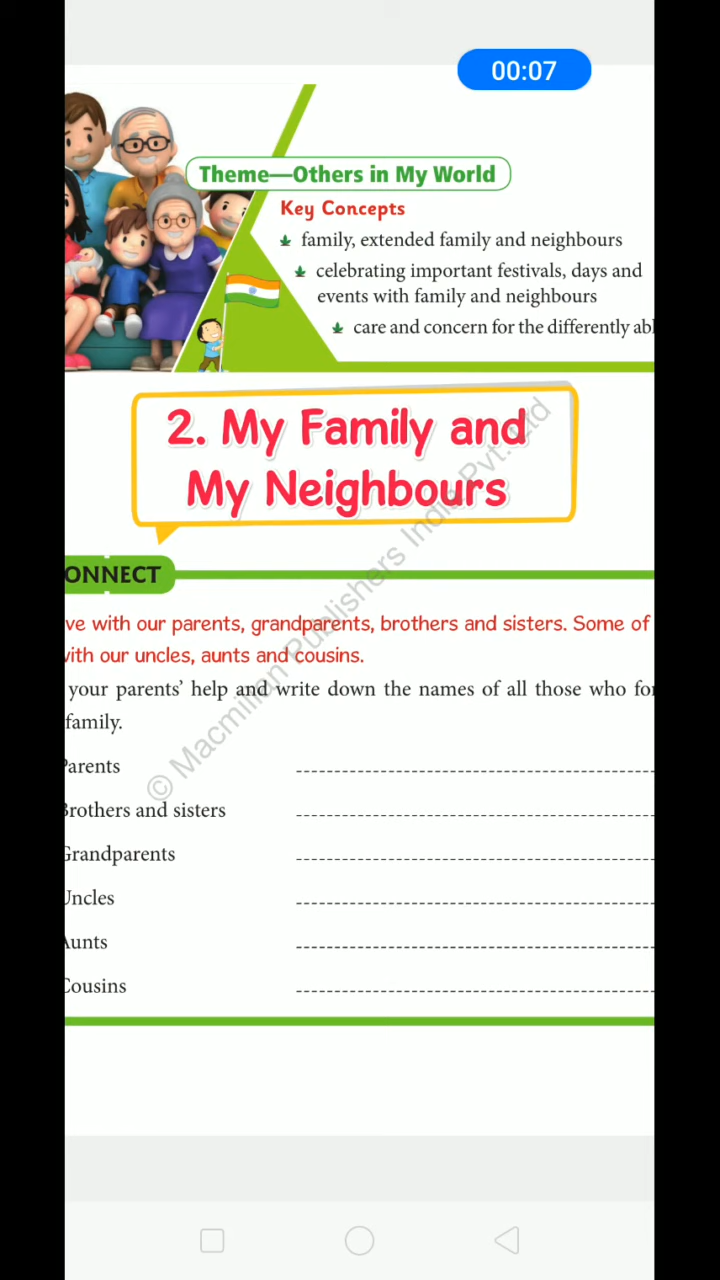 00:07
Theme—Others in My World
Key Concepts
family, extended family and neighbours
celebrating important festivals, days and
events with family and neighbours
care and concern for the differently abl
2. My Family and
My Neighbours
ONNECT
ve with our parents, grandparents, brothers and sisters. Some of
with our uncles, aunts and cousins.
your parents' help and write down the names of all those who for
family.
Parents
Brothers and sisters
Grandparents
Uncles
Aunts
Cousins
© Macmillan Publishers India Pvt. Ltd